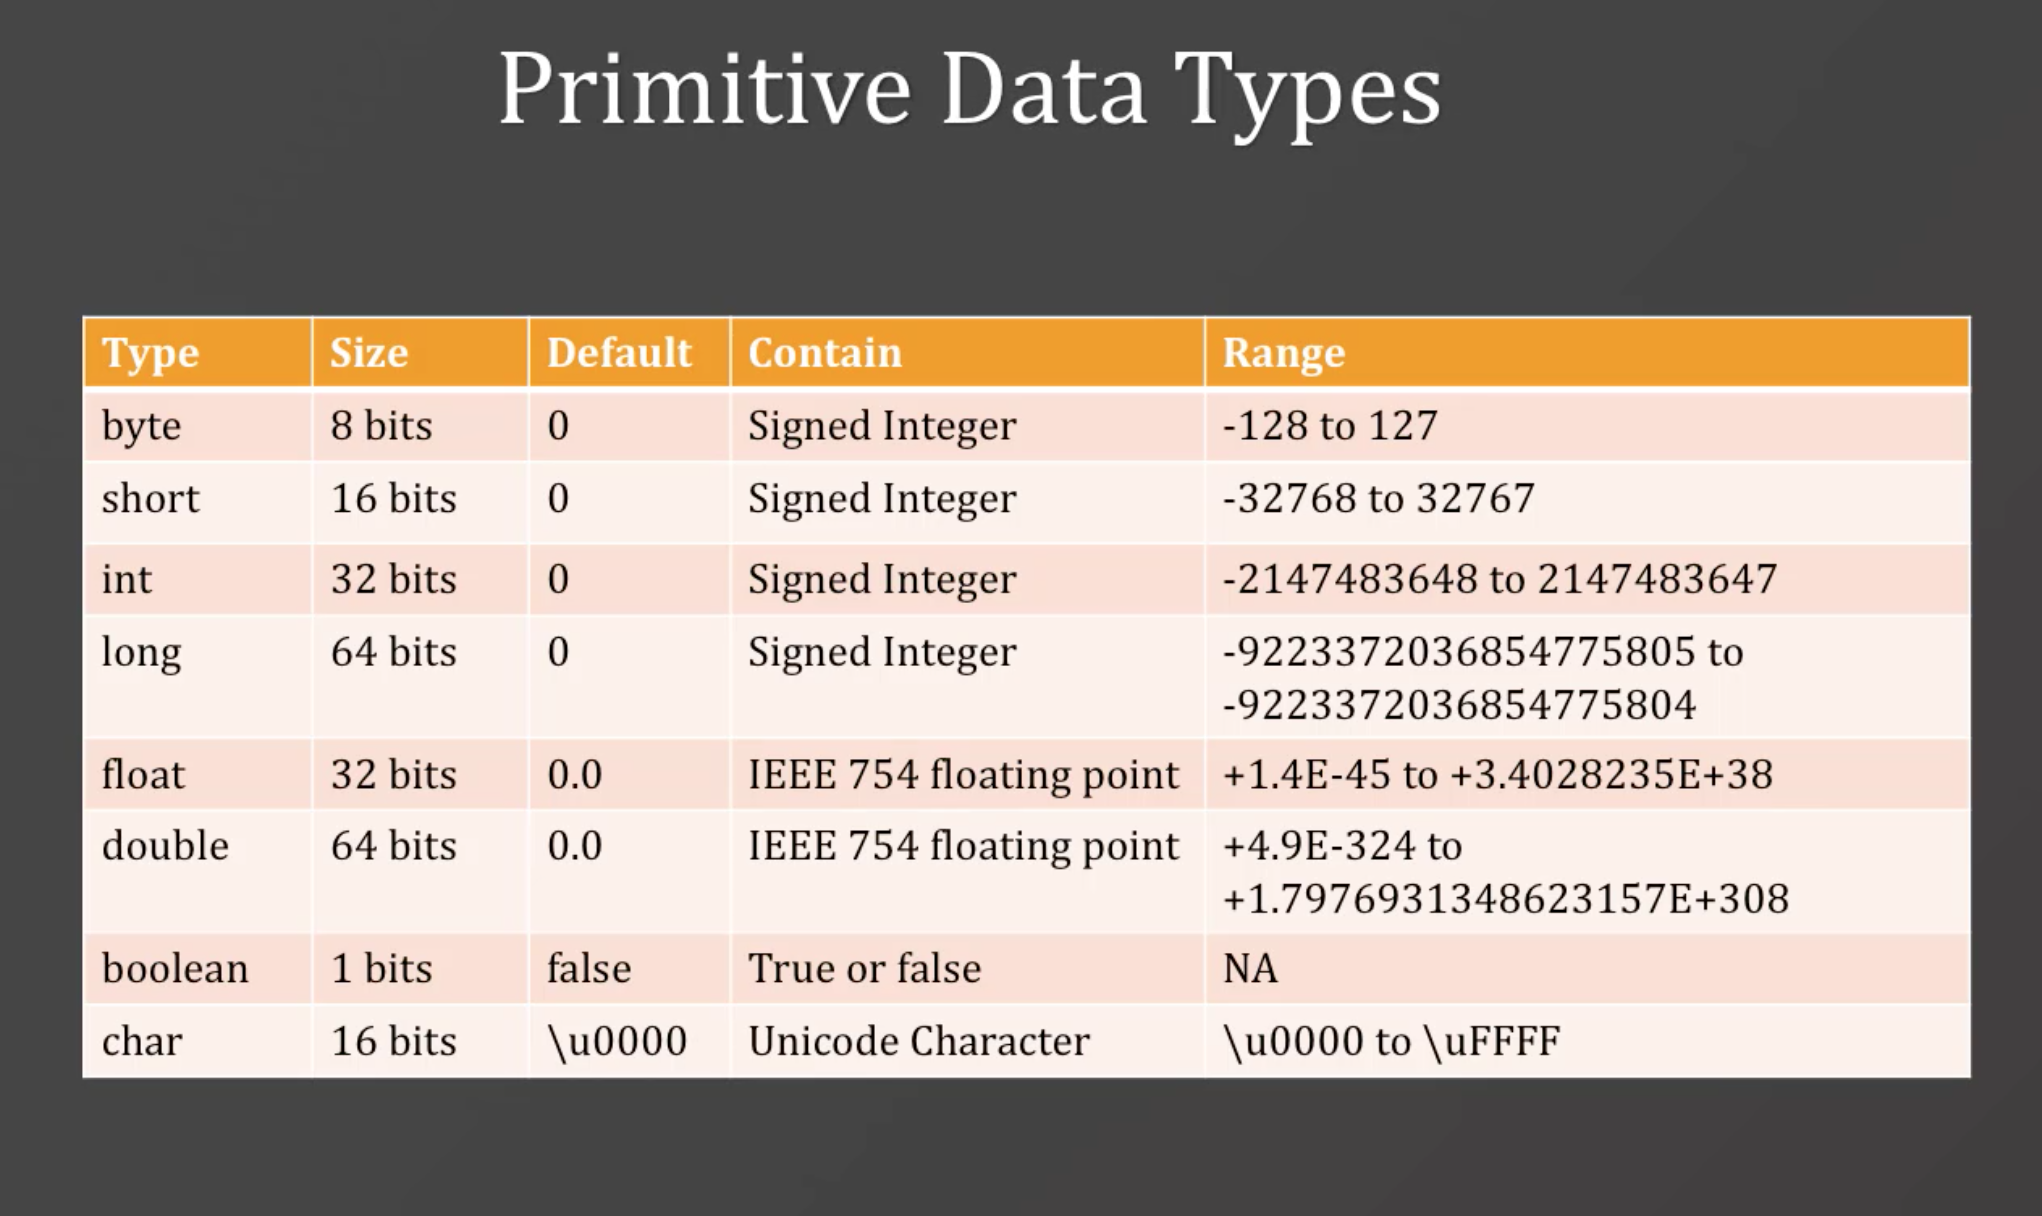 Primitive Data Types
Type Size Default Contain Range
byte 8 bits 0 Signed Integer -128 to 127
short 16 bits 0 Signed Integer -32768 to 32767
int 32 bits 0 Signed Integer -2147483648 to 2147483647
long 64 bits 0 Signed Integer -9223372036854775805 to
-9223372036854775804
float 32 bits 0.0 IEEE 754 floating point +1.4E-45 to +3.4028235E+38
double 64 bits 0.0 IEEE 754 floating point +4.9E-324 to
+1.7976931348623157E+308
boolean 1 bits false True or false NA
char 16 bits \u0000 Unicode Character \u0000 to \uFFFF